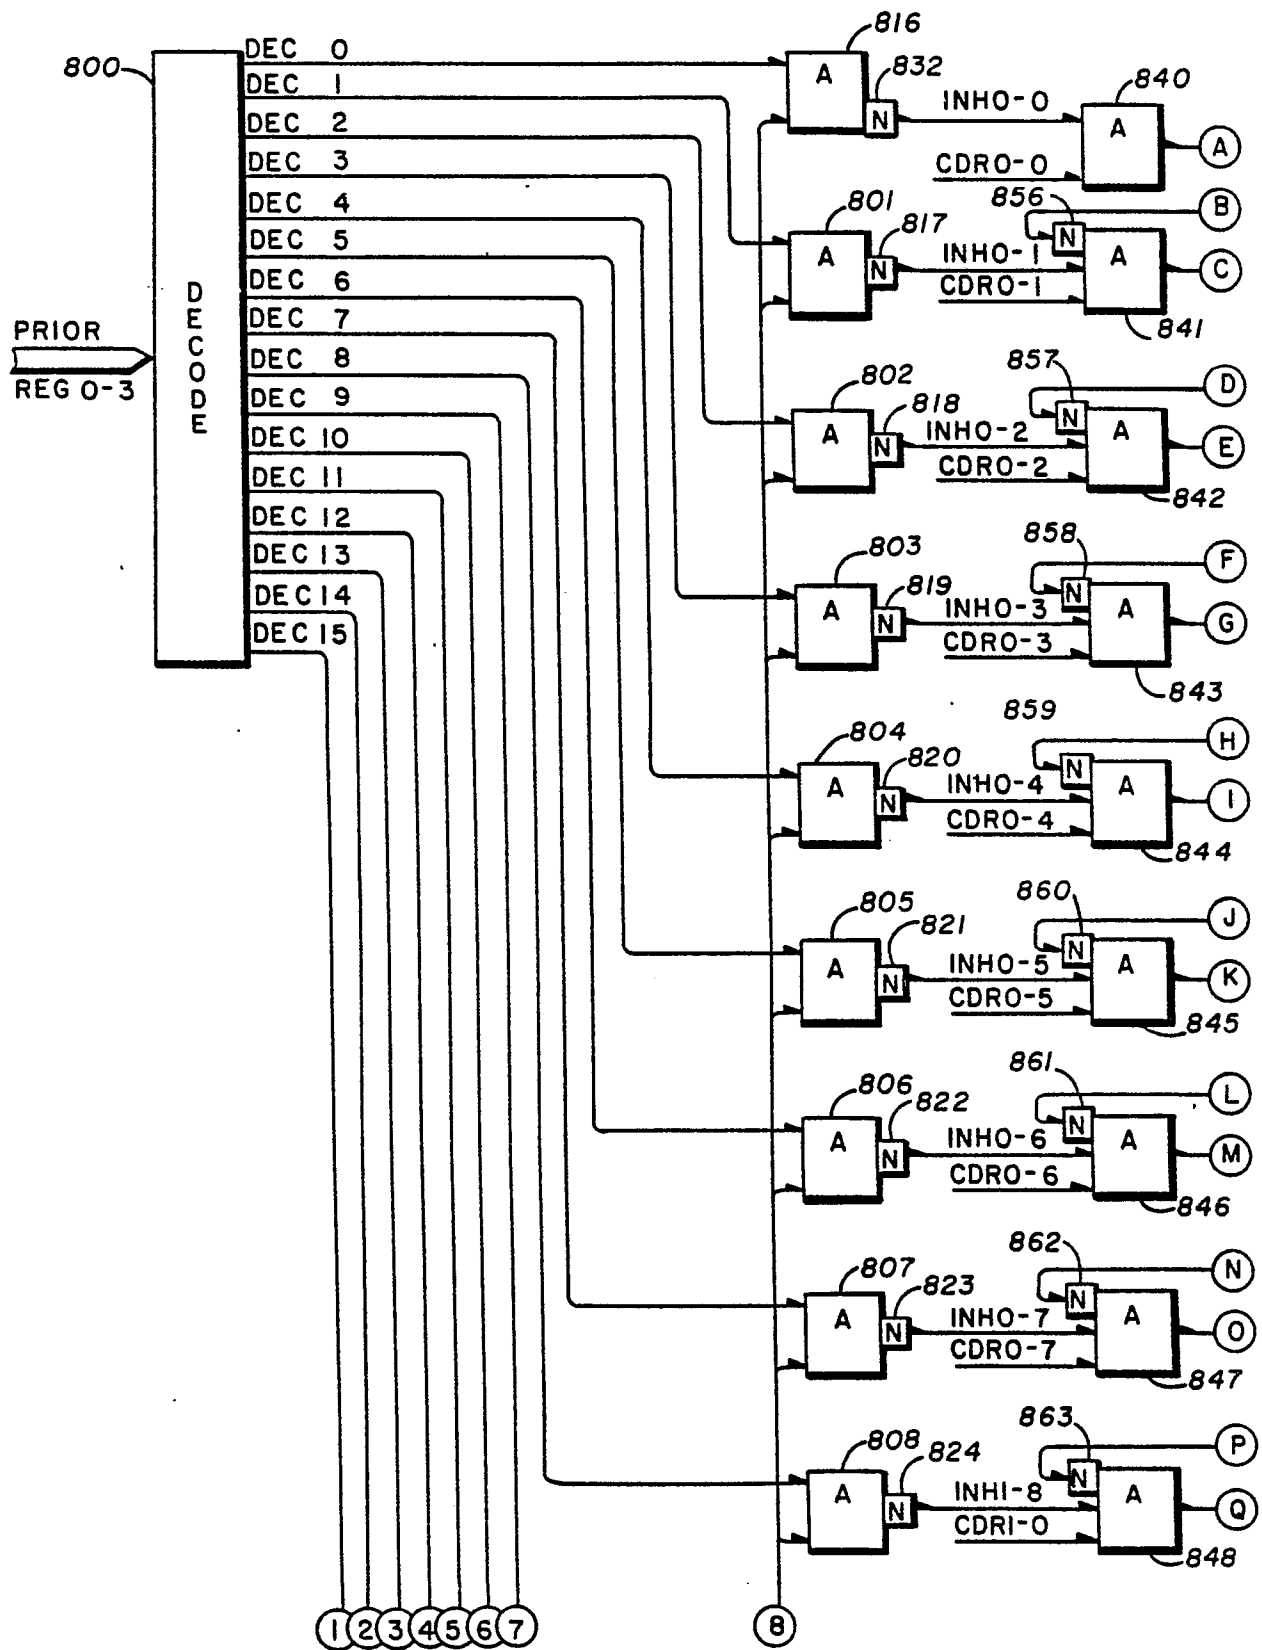 816
800
DEC 0
A
832
INHO-0
840
DEC 1
N
A
A
DEC 2
CDRO-0
DEC 3
801
817
856
B
DEC 4
N
A
N
INHO-1
A
C
DEC 5
CDRO-1
DEC 6
841
DECODE
PRIOR
REG 0-3
DEC 7
802
818
857
D
DEC 8
A
N
INHO-2
N
A
E
DEC 9
CDRO-2
DEC 10
842
DEC 11
DEC 12
803
819
858
F
DEC 13
A
N
INHO-3
N
A
G
DEC 14
CDRO-3
DEC 15
843
804
820
859
H
A
N
INHO-4
N
A
I
CDRO-4
844
805
821
860
J
A
N
INHO-5
N
A
K
CDRO-5
845
806
822
861
L
A
N
INHO-6
N
A
M
CDRO-6
846
807
823
862
N
A
N
INHO-7
N
A
O
CDRO-7
847
808
824
863
P
A
N
INHI-8
N
A
Q
CDRI-0
848
1 2 3 4 5 6 7 8